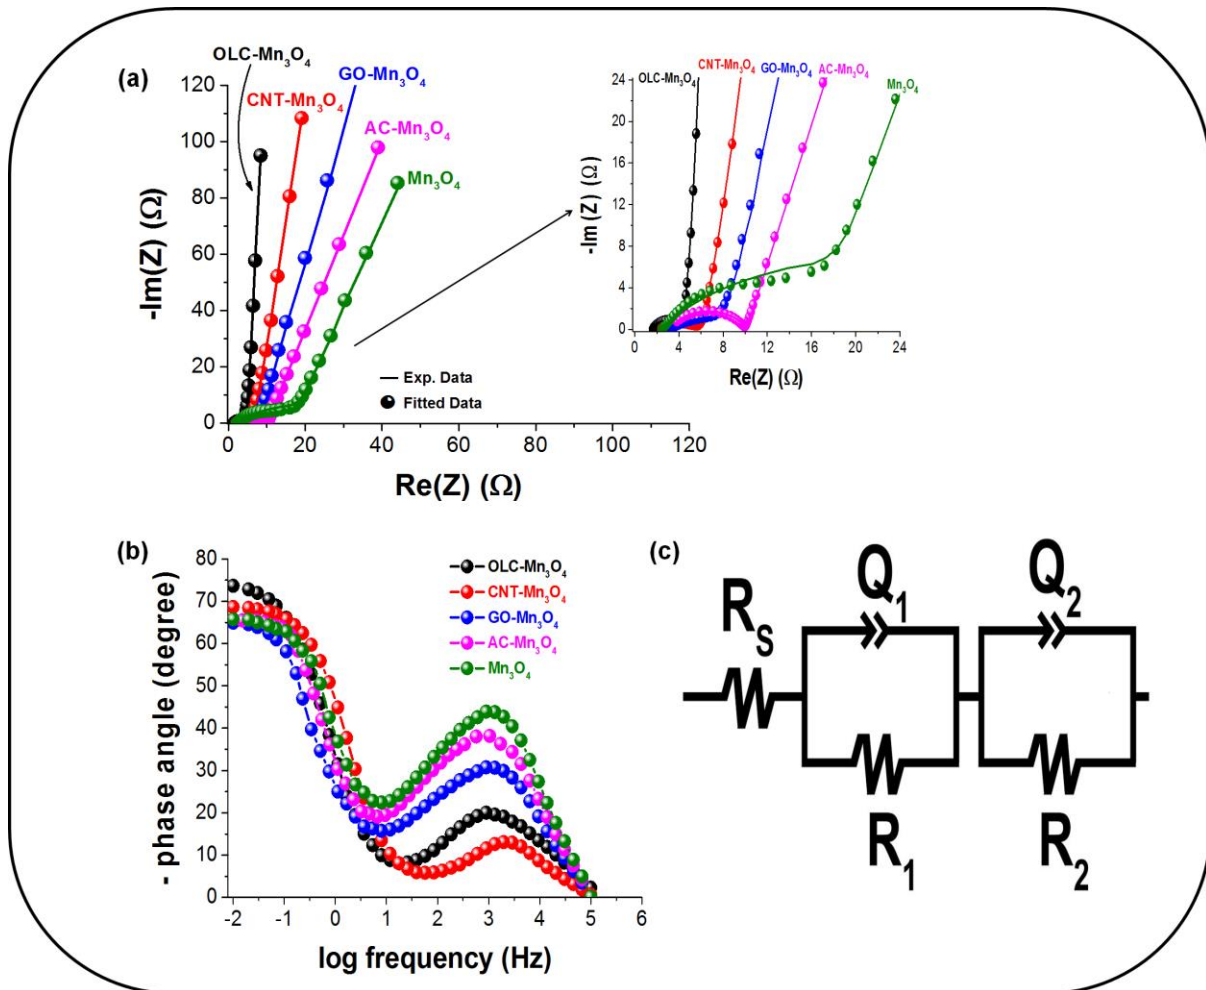 (a)
OLC-Mn₃O₄
CNT-Mn₃O₄
GO-Mn₃O₄
AC-Mn₃O₄
Mn₃O₄
-Im(Z) (Ω)
120
100
80
60
40
20
0
0 20 40 60 80 100 120
Re(Z) (Ω)
— Exp. Data
Fitted Data
OLC-Mn₃O₄
CNT-Mn₃O₄
GO-Mn₃O₄
AC-Mn₃O₄
Mn₃O₄
-Im(Z) (Ω)
24
20
16
12
8
4
0
0 4 8 12 16 20 24
Re(Z) (Ω)
(b)
- phase angle (degree)
80
70
60
50
40
30
20
10
0
-2 -1 0 1 2 3 4 5 6
log frequency (Hz)
OLC-Mn₃O₄
CNT-Mn₃O₄
GO-Mn₃O₄
AC-Mn₃O₄
Mn₃O₄
(c)
R_S
Q₁
R₁
Q₂
R₂